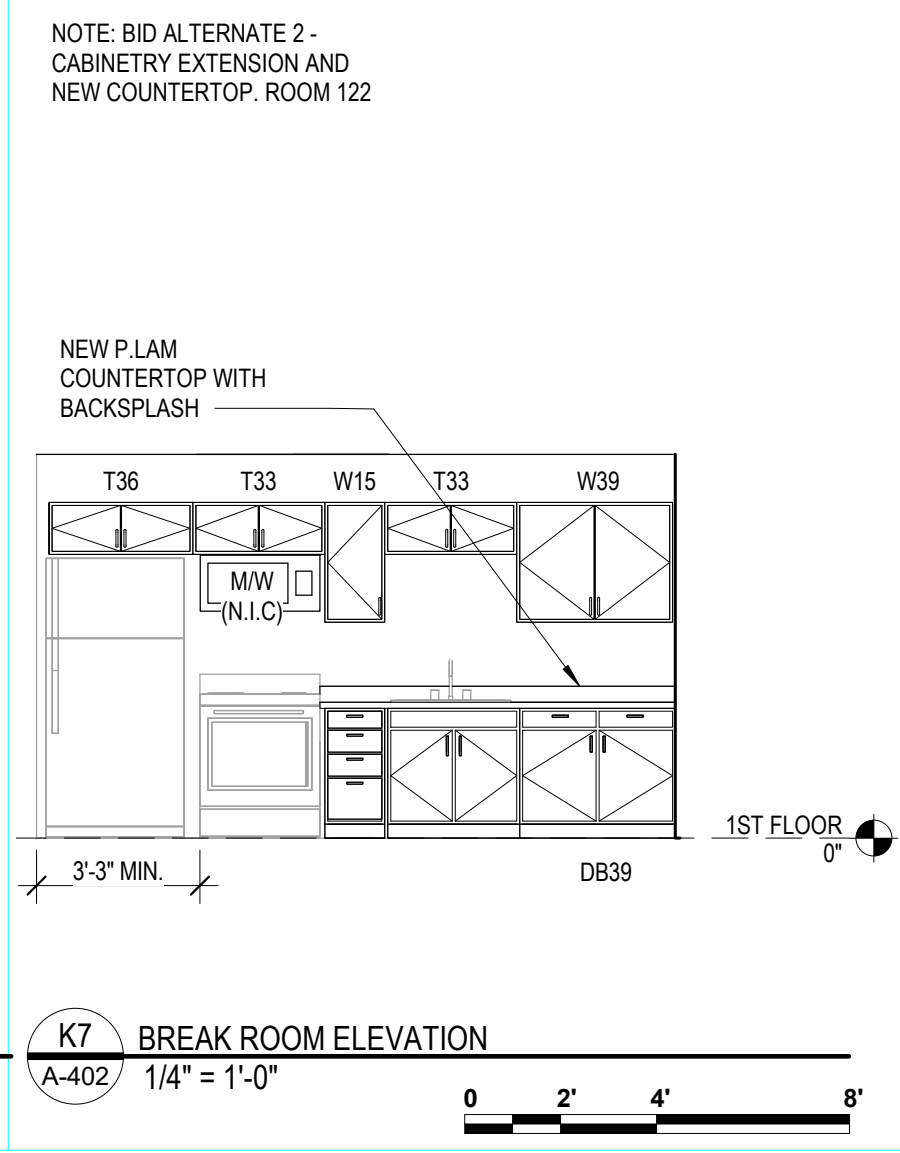 NOTE: BID ALTERNATE 2 -
CABINETRY EXTENSION AND
NEW COUNTERTOP. ROOM 122
NEW P.LAM
COUNTERTOP WITH
BACKSPLASH
T36 T33 W15 T33 W39
M/W
(N.I.C)
1ST FLOOR
0"
3'-3" MIN.
DB39
K7 BREAK ROOM ELEVATION
A-402 1/4" = 1'-0"
0 2' 4' 8'